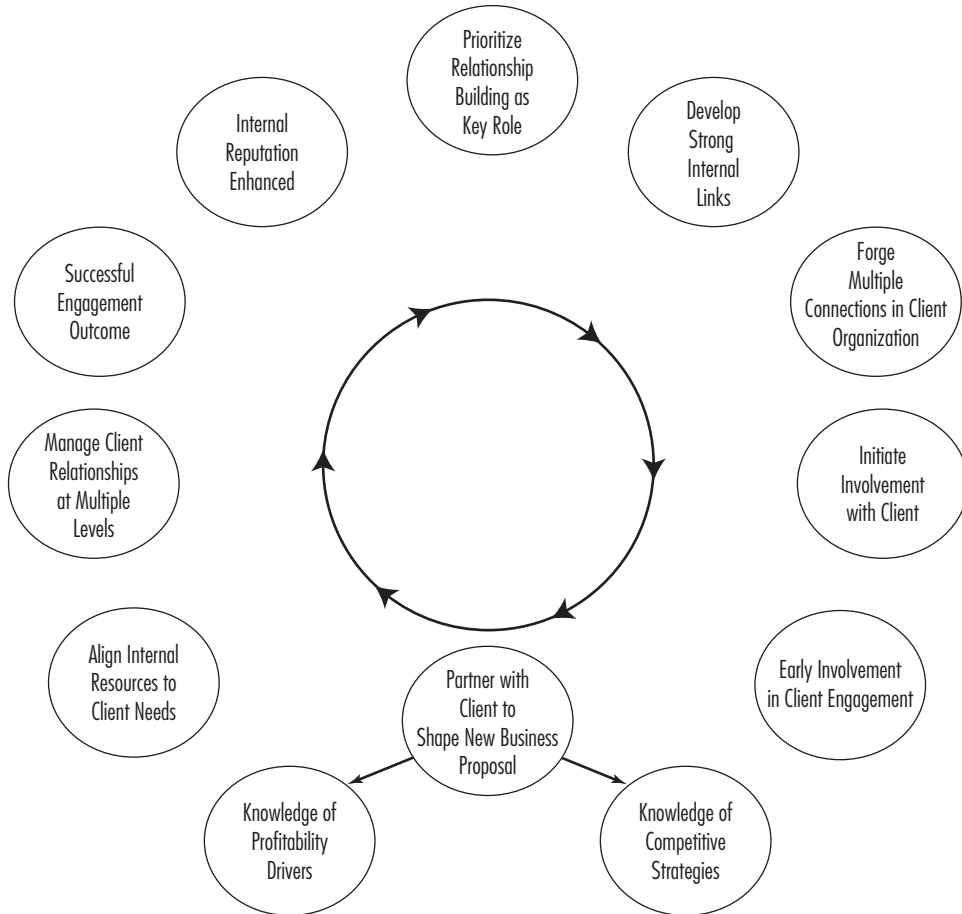 Prioritize
Relationship
Building as
Key Role
Develop
Strong
Internal
Links
Forge
Multiple
Connections in Client
Organization
Initiate
Involvement
with Client
Early Involvement
in Client Engagement
Partner with
Client to
Shape New Business
Proposal
Knowledge of
Competitive
Strategies
Knowledge of
Profitability
Drivers
Align Internal
Resources to
Client Needs
Manage Client
Relationships
at Multiple
Levels
Successful
Engagement
Outcome
Internal
Reputation
Enhanced